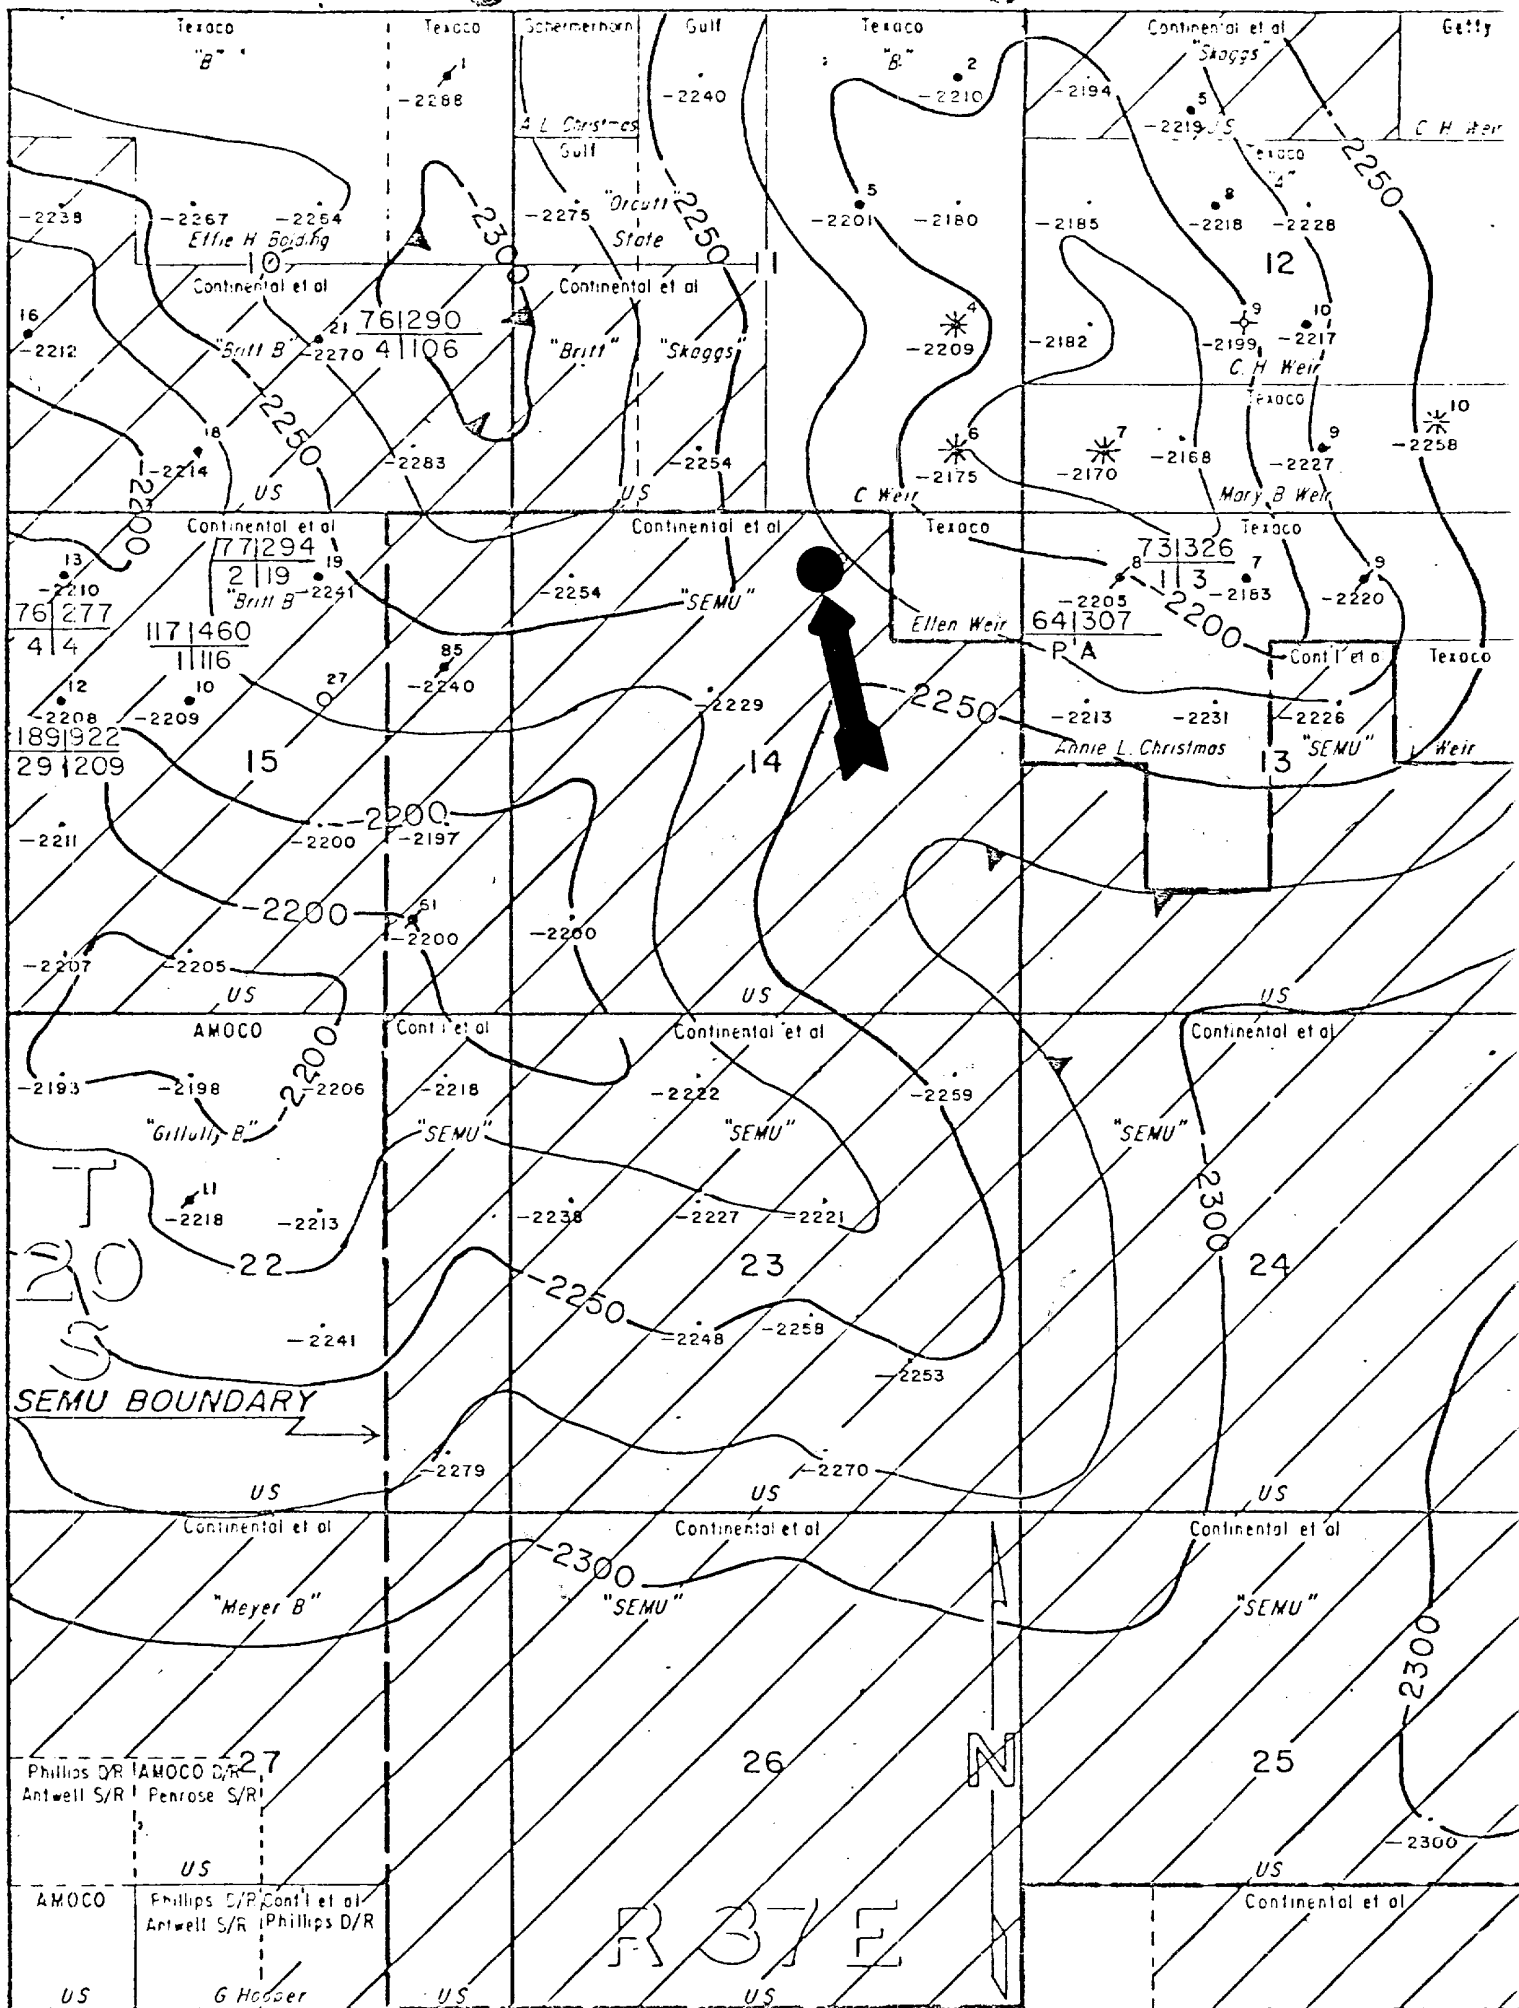 Texaco Texaco Schermerhorn Gulf Texaco Continental et al Getty
"B" "B" "Skaggs"
1 2
-2288 -2240 -2210 -2194 5
A. L. Christmas -2219 US C. H. Weir
Gulf Texaco
"A" -2250
5 8
-2238 -2267 -2254 -2300 -2275 "Orcutt" -2250 -2201 -2180 -2185 -2218 -2228
Effie H Bolding State
10 11 12
Continental et al Continental et al
16 21 76|290 4 9 10
-2212 "Britt B" -2270 4|106 "Britt" "Skaggs" -2209 -2182 -2199 -2217
C. H. Weir
-2250 Texaco
18 6 7 9 10
-2214 -2283 -2254 -2175 -2170 -2168 -2227 -2258
-2200 US US C Weir Mary B Weir
Continental et al Continental et al Texaco Texaco
77|294 73|326
13 2|19 19 8 1|3 7 9
-2210 "Britt B" -2241 -2254 "SEMU" -2205 -2183 -2220
76|277 117|460 Ellen Weir 64|307 -2200
4|4 1|116 85 P A Cont'l et al Texaco
12 10 27 -2240
-2208 -2209 -2229 -2250 -2213 -2231 -2226
189|922 Annie L. Christmas "SEMU" L. Weir
29|209 15 14 13
-2200
-2211 -2200 -2197
-2200 61
-2200 -2200
-2207 -2205
US US US
AMOCO Cont'l et al Continental et al Continental et al
-2200
-2193 -2198 -2206 -2218 -2222 -2259
"Gillully B" "SEMU" "SEMU" "SEMU"
T
11 -2300
-2218 -2213 -2238 -2227 -2221
20 22 23 24
-2250
S -2241 -2248 -2258
-2253
SEMU BOUNDARY
-2279 -2270
US US US
Continental et al Continental et al Continental et al
-2300
"Meyer B" "SEMU" "SEMU"
-2300
27 26 N 25
Phillips D/R AMOCO D/R
Antwell S/R Penrose S/R
-2300
US US
AMOCO Phillips D/R Cont'l et al Continental et al
Antwell S/R Phillips D/R
R 37 E
US G Hooper US US